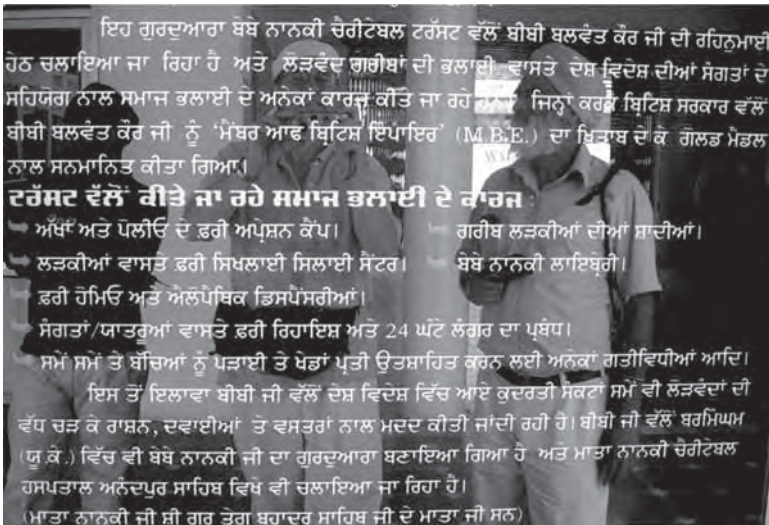 ਇਹ ਗੁਰਦੁਆਰਾ ਬੇਬੇ ਨਾਨਕੀ ਚੈਰੀਟੇਬਲ ਟਰੱਸਟ ਵੱਲੋਂ ਬੀਬੀ ਬਲਵੰਤ ਕੌਰ ਜੀ ਦੀ ਰਹਿਨੁਮਾਈ
ਹੇਠ ਚਲਾਇਆ ਜਾ ਰਿਹਾ ਹੈ ਅਤੇ ਲੋੜਵੰਦ ਗਰੀਬਾਂ ਦੀ ਭਲਾਈ ਵਾਸਤੇ ਦੇਸ਼ ਵਿਦੇਸ਼ ਦੀਆਂ ਸੰਗਤਾਂ ਦੇ
ਸਹਿਯੋਗ ਨਾਲ ਸਮਾਜ ਭਲਾਈ ਦੇ ਅਨੇਕਾਂ ਕਾਰਜ ਕੀਤੇ ਜਾ ਰਹੇ ਹਨ ਜਿਨ੍ਹਾਂ ਕਰਕੇ ਬ੍ਰਿਟਿਸ਼ ਸਰਕਾਰ ਵੱਲੋਂ
ਬੀਬੀ ਬਲਵੰਤ ਕੌਰ ਜੀ ਨੂੰ 'ਮੈਂਬਰ ਆਫ ਬ੍ਰਿਟਿਸ਼ ਇੰਪਾਇਰ' (M.B.E.) ਦਾ ਖ਼ਿਤਾਬ ਦੇ ਕੇ ਗੋਲਡ ਮੈਡਲ
ਨਾਲ ਸਨਮਾਨਿਤ ਕੀਤਾ ਗਿਆ।
ਟਰੱਸਟ ਵੱਲੋਂ ਕੀਤੇ ਜਾ ਰਹੇ ਸਮਾਜ ਭਲਾਈ ਦੇ ਕਾਰਜ :
ਅੱਖਾਂ ਅਤੇ ਪੋਲੀਓ ਦੇ ਫ਼ਰੀ ਅਪ੍ਰੇਸ਼ਨ ਕੈਂਪ। ਗਰੀਬ ਲੜਕੀਆਂ ਦੀਆਂ ਸ਼ਾਦੀਆਂ।
ਲੜਕੀਆਂ ਵਾਸਤੇ ਫ਼ਰੀ ਸਿਖਲਾਈ ਸਿਲਾਈ ਸੈਂਟਰ। ਬੇਬੇ ਨਾਨਕੀ ਲਾਇਬ੍ਰੇਰੀ।
ਫ਼ਰੀ ਹੋਮਿਓ ਅਤੇ ਐਲੋਪੈਥਿਕ ਡਿਸਪੈਂਸਰੀਆਂ।
ਸੰਗਤਾਂ/ਯਾਤਰੂਆਂ ਵਾਸਤੇ ਫ਼ਰੀ ਰਿਹਾਇਸ਼ ਅਤੇ 24 ਘੰਟੇ ਲੰਗਰ ਦਾ ਪ੍ਰਬੰਧ।
ਸਮੇਂ ਸਮੇਂ ਤੇ ਬੱਚਿਆਂ ਨੂੰ ਪੜਾਈ ਤੇ ਖੇਡਾਂ ਪ੍ਰਤੀ ਉਤਸ਼ਾਹਿਤ ਕਰਨ ਲਈ ਅਨੇਕਾਂ ਗਤੀਵਿਧੀਆਂ ਆਦਿ।
ਇਸ ਤੋਂ ਇਲਾਵਾ ਬੀਬੀ ਜੀ ਵੱਲੋਂ ਦੇਸ਼ ਵਿਦੇਸ਼ ਵਿੱਚ ਆਏ ਕੁਦਰਤੀ ਸੰਕਟਾਂ ਸਮੇਂ ਵੀ ਲੋੜਵੰਦਾਂ ਦੀ
ਵੱਧ ਚੜ ਕੇ ਰਾਸ਼ਨ, ਦਵਾਈਆਂ ਤੇ ਵਸਤਰਾਂ ਨਾਲ ਮਦਦ ਕੀਤੀ ਜਾਂਦੀ ਰਹੀ ਹੈ। ਬੀਬੀ ਜੀ ਵੱਲੋਂ ਬਰਮਿੰਘਮ
(ਯੂ.ਕੇ.) ਵਿੱਚ ਵੀ ਬੇਬੇ ਨਾਨਕੀ ਜੀ ਦਾ ਗੁਰਦੁਆਰਾ ਬਣਾਇਆ ਗਿਆ ਹੈ ਅਤੇ ਮਾਤਾ ਨਾਨਕੀ ਚੈਰੀਟੇਬਲ
ਹਸਪਤਾਲ ਅਨੰਦਪੁਰ ਸਾਹਿਬ ਵਿਖੇ ਵੀ ਚਲਾਇਆ ਜਾ ਰਿਹਾ ਹੈ।
(ਮਾਤਾ ਨਾਨਕੀ ਜੀ ਸ਼੍ਰੀ ਗੁਰੂ ਤੇਗ ਬਹਾਦਰ ਸਾਹਿਬ ਜੀ ਦੇ ਮਾਤਾ ਜੀ ਸਨ)